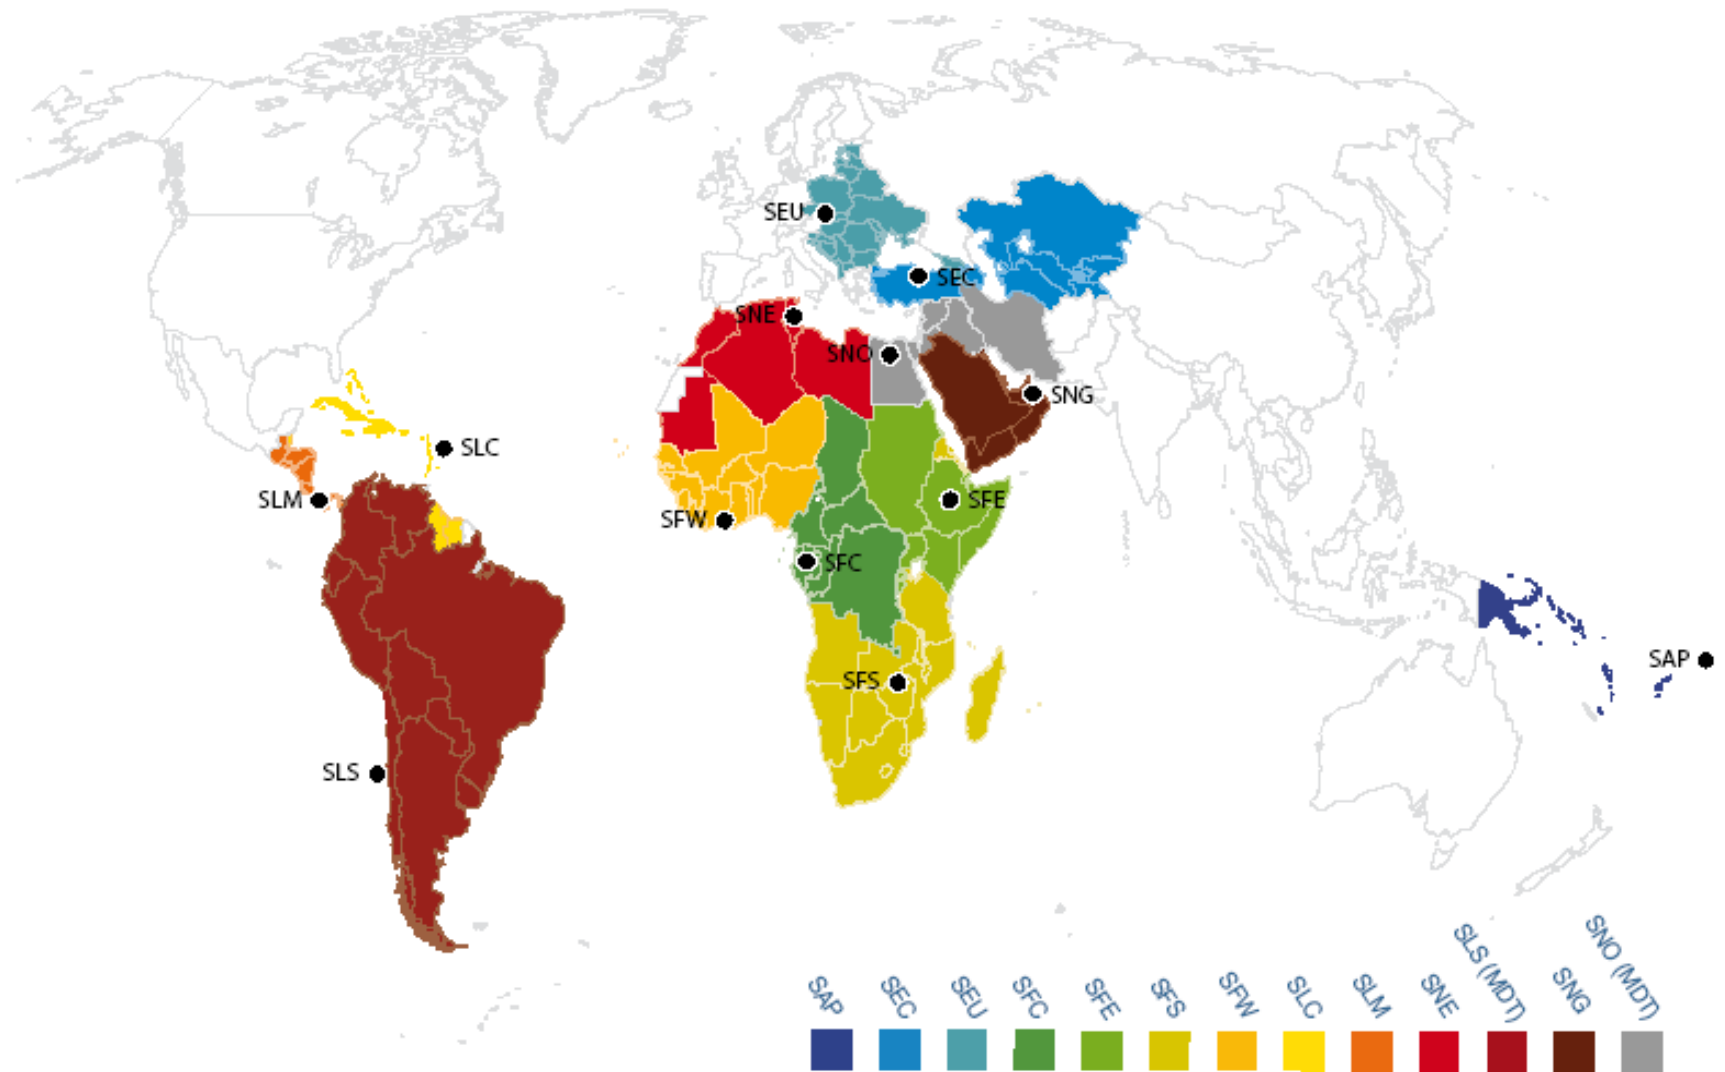 SEU
SEC
SNE
SNO
SNG
SLC
SLM
SFE
SFW
SFC
SAP
SFS
SLS
SAP
SEC
SEU
SFC
SFE
SFS
SFW
SLC
SLM
SNE
SLS (MDT)
SNG
SNO (MDT)